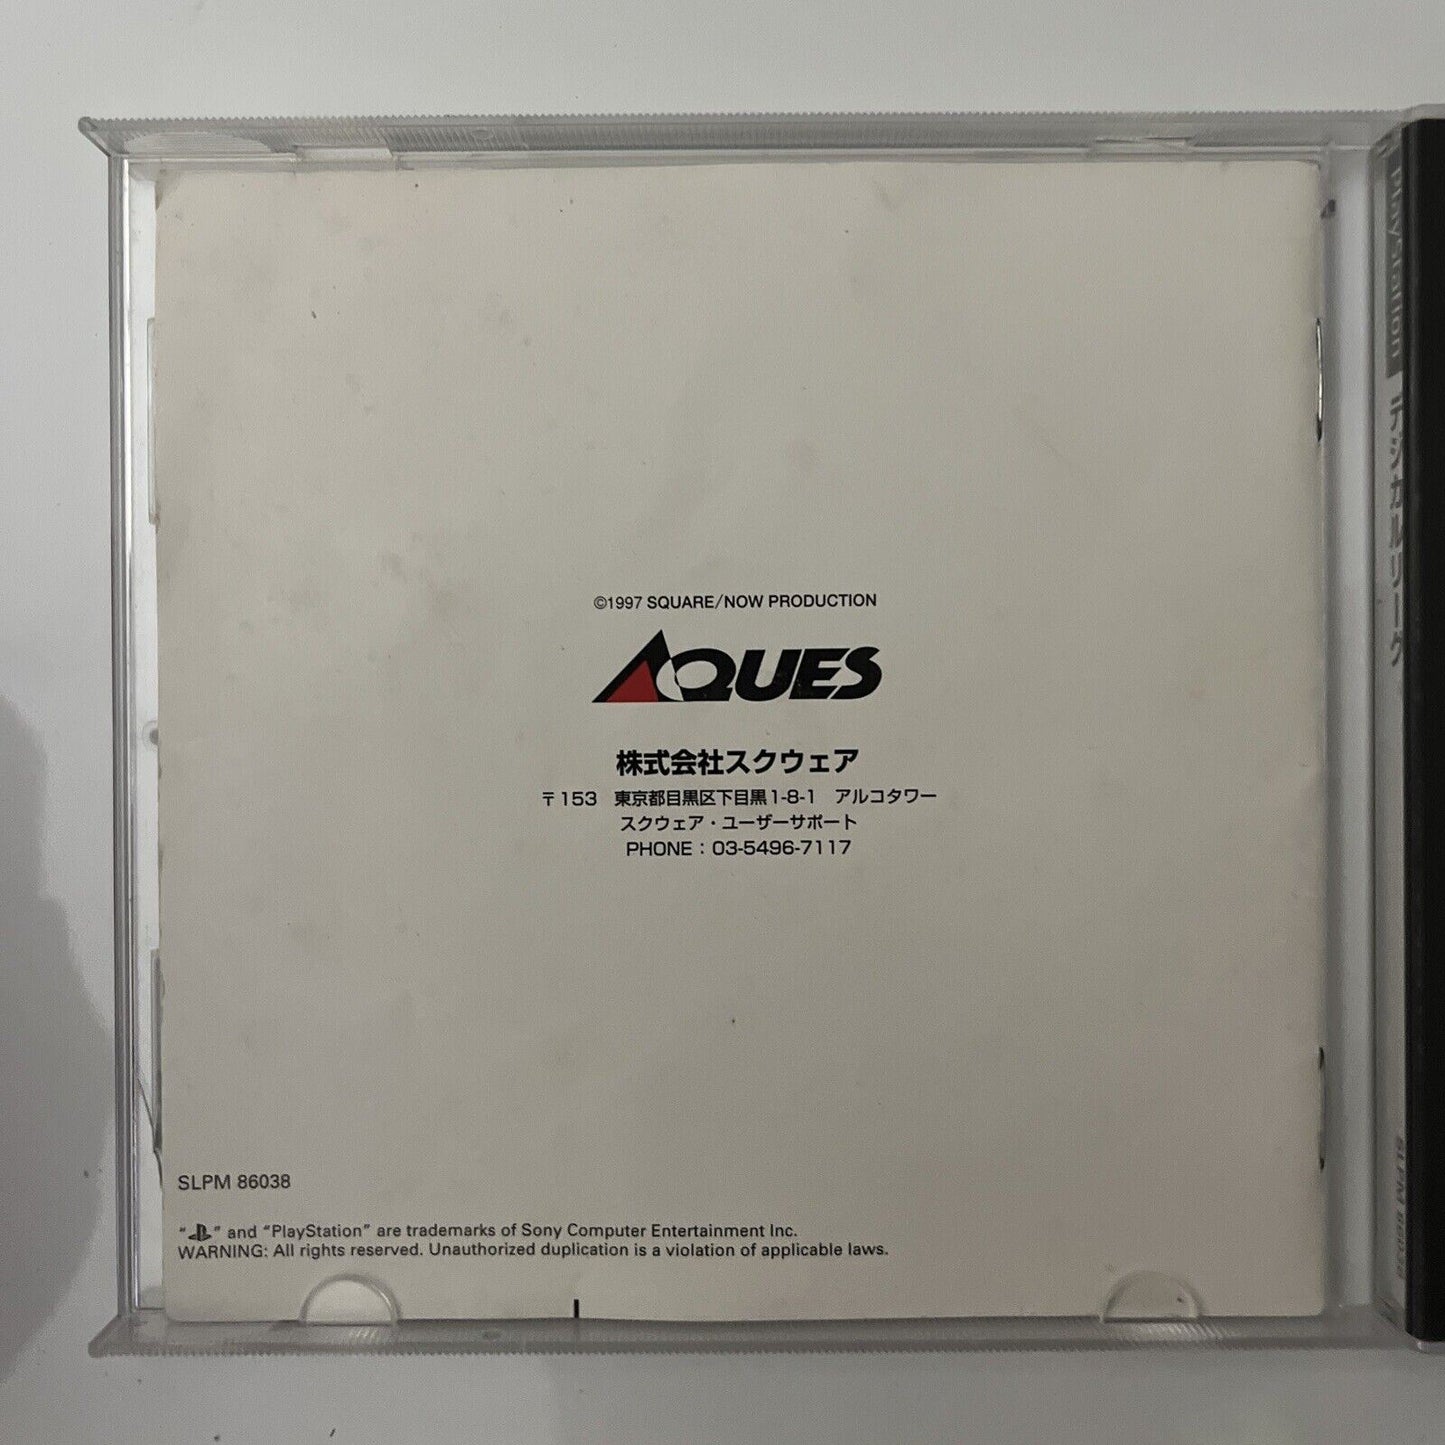 ©1997 SQUARE/NOW PRODUCTION
AQUES
株式会社スクウェア
〒153　東京都目黒区下目黒1-8-1　アルコタワー
スクウェア・ユーザーサポート
PHONE：03-5496-7117
SLPM 86038
“ ” and “PlayStation” are trademarks of Sony Computer Entertainment Inc.
WARNING: All rights reserved. Unauthorized duplication is a violation of applicable laws.
PlayStation
デジカルリーグ
SLPM 86038